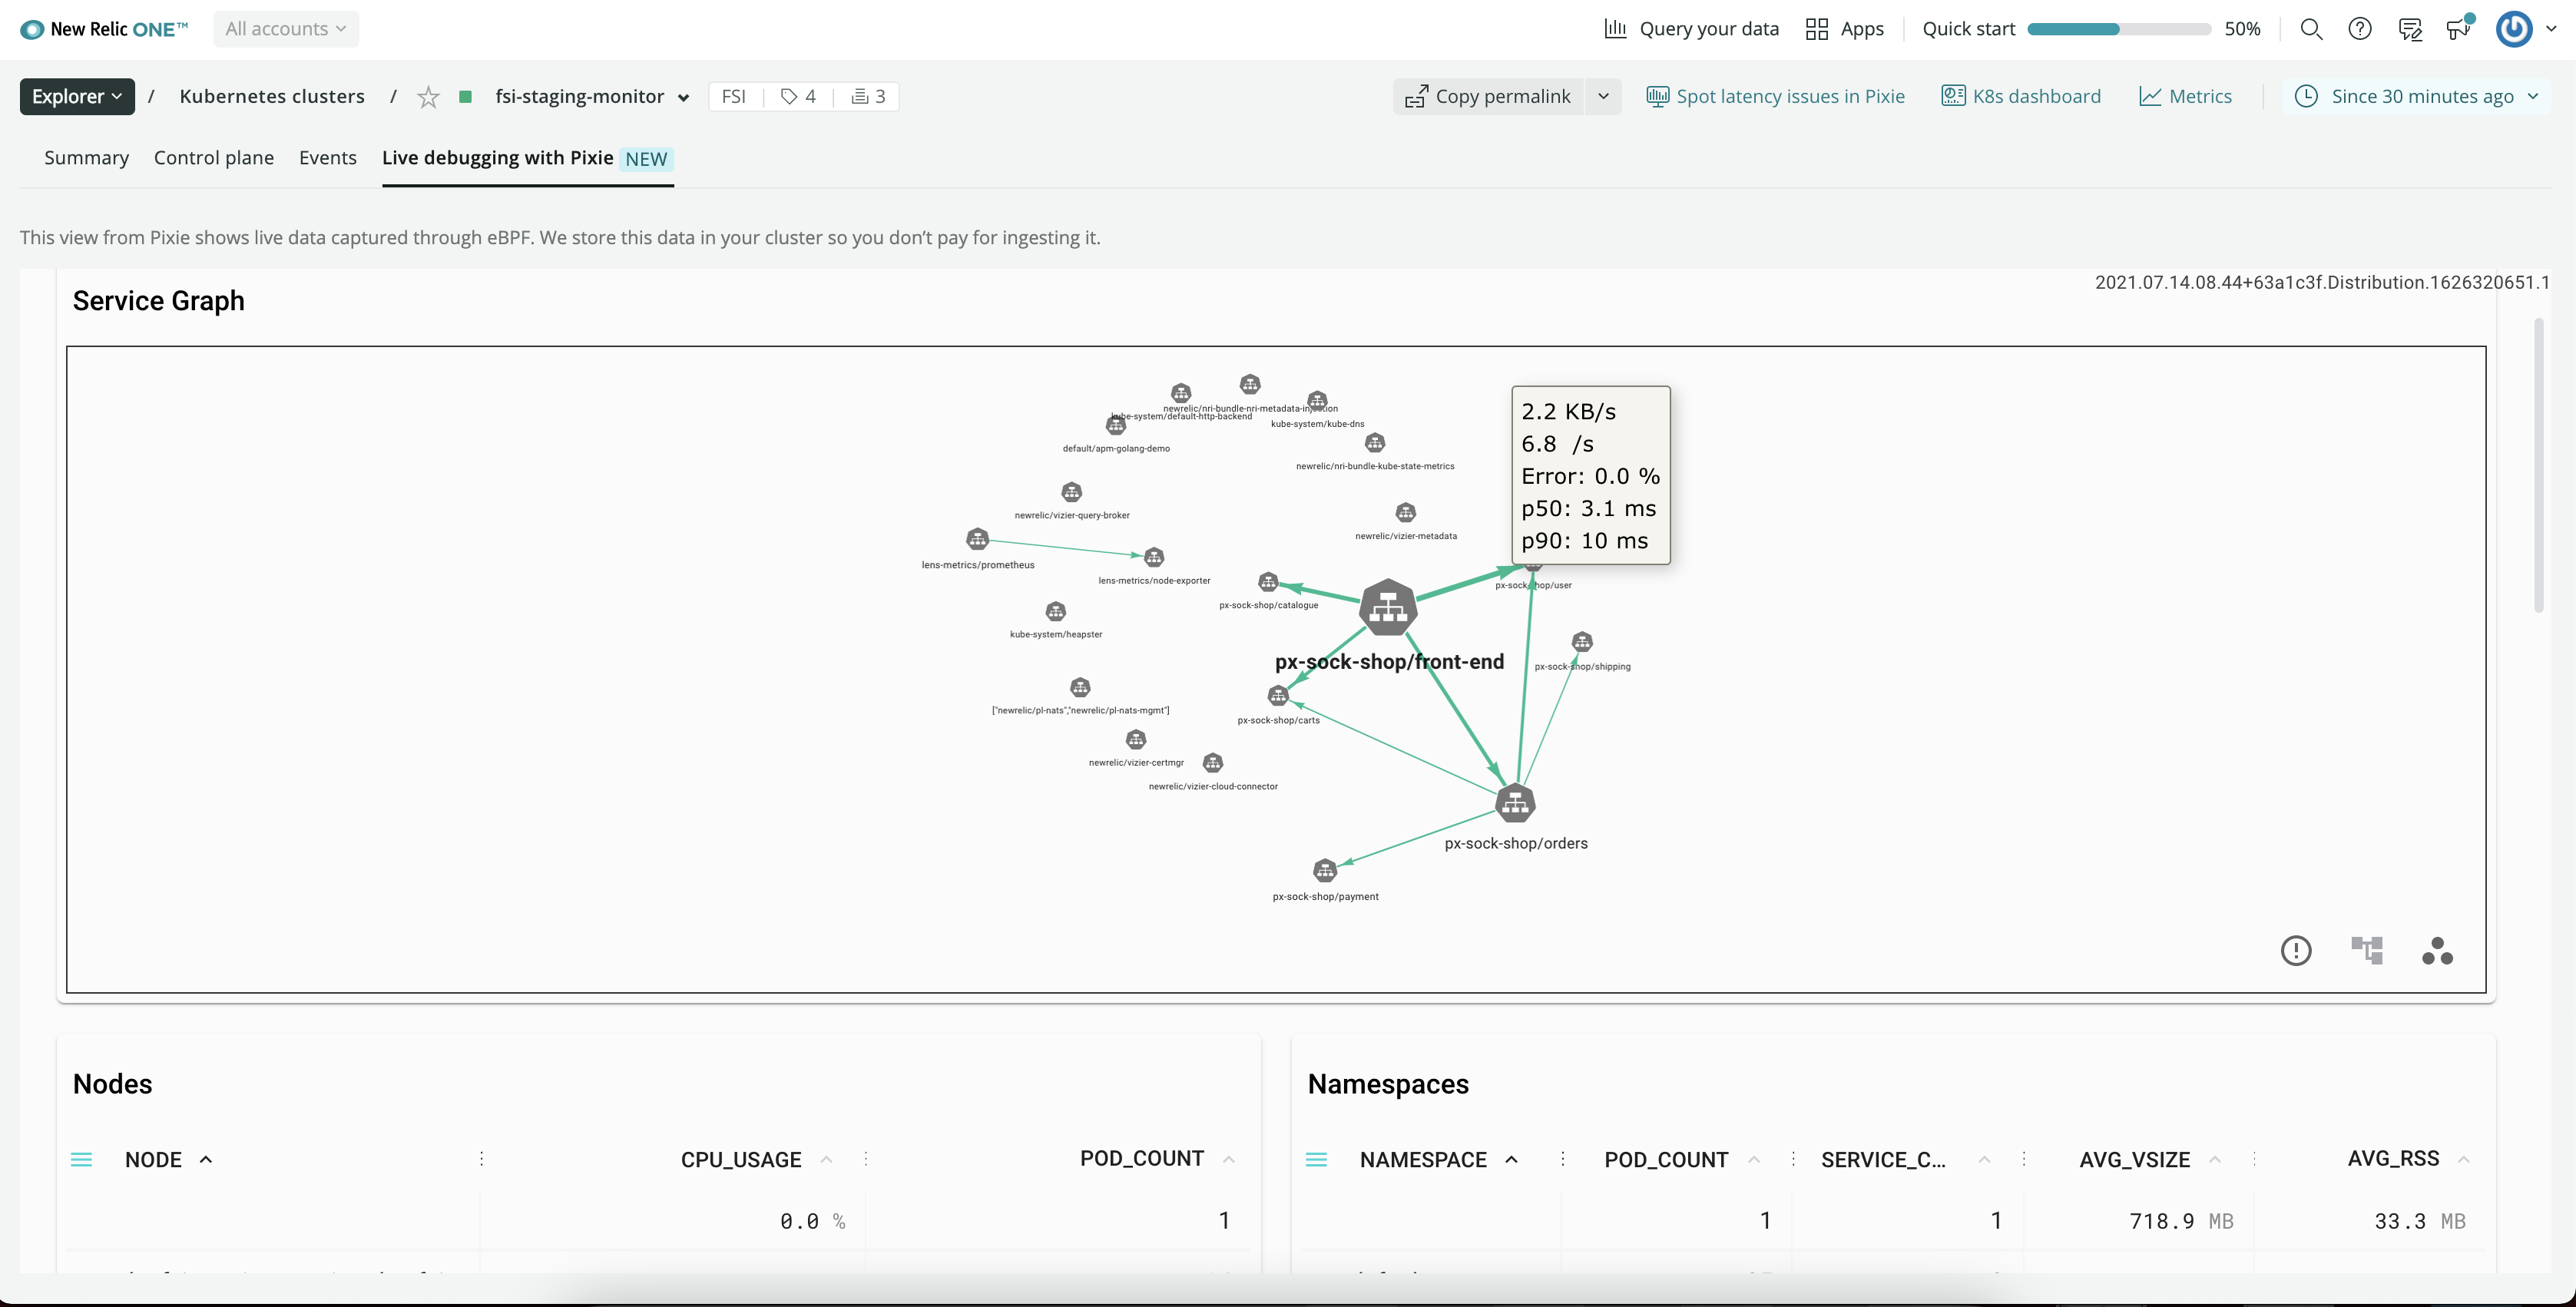 New Relic ONE™ All accounts Query your data Apps Quick start 50%
Explorer / Kubernetes clusters / fsi-staging-monitor FSI 4 3 Copy permalink Spot latency issues in Pixie K8s dashboard Metrics Since 30 minutes ago
Summary Control plane Events Live debugging with Pixie NEW
This view from Pixie shows live data captured through eBPF. We store this data in your cluster so you don’t pay for ingesting it.
2021.07.14.08.44+63a1c3f.Distribution.1626320651.1
Service Graph
newrelic/nri-bundle-nri-metadata-injection
kube-system/default-http-backend
kube-system/kube-dns
default/apm-golang-demo
newrelic/nri-bundle-kube-state-metrics
2.2 KB/s
6.8 /s
Error: 0.0 %
p50: 3.1 ms
p90: 10 ms
newrelic/vizier-query-broker
newrelic/vizier-metadata
lens-metrics/prometheus
lens-metrics/node-exporter
px-sock-shop/user
px-sock-shop/catalogue
kube-system/heapster
px-sock-shop/front-end
px-sock-shop/shipping
["newrelic/pl-nats","newrelic/pl-nats-mgmt"]
px-sock-shop/carts
newrelic/vizier-certmgr
newrelic/vizier-cloud-connector
px-sock-shop/orders
px-sock-shop/payment
Nodes
NODE CPU_USAGE POD_COUNT
0.0 % 1
Namespaces
NAMESPACE POD_COUNT SERVICE_C... AVG_VSIZE AVG_RSS
1 1 718.9 MB 33.3 MB